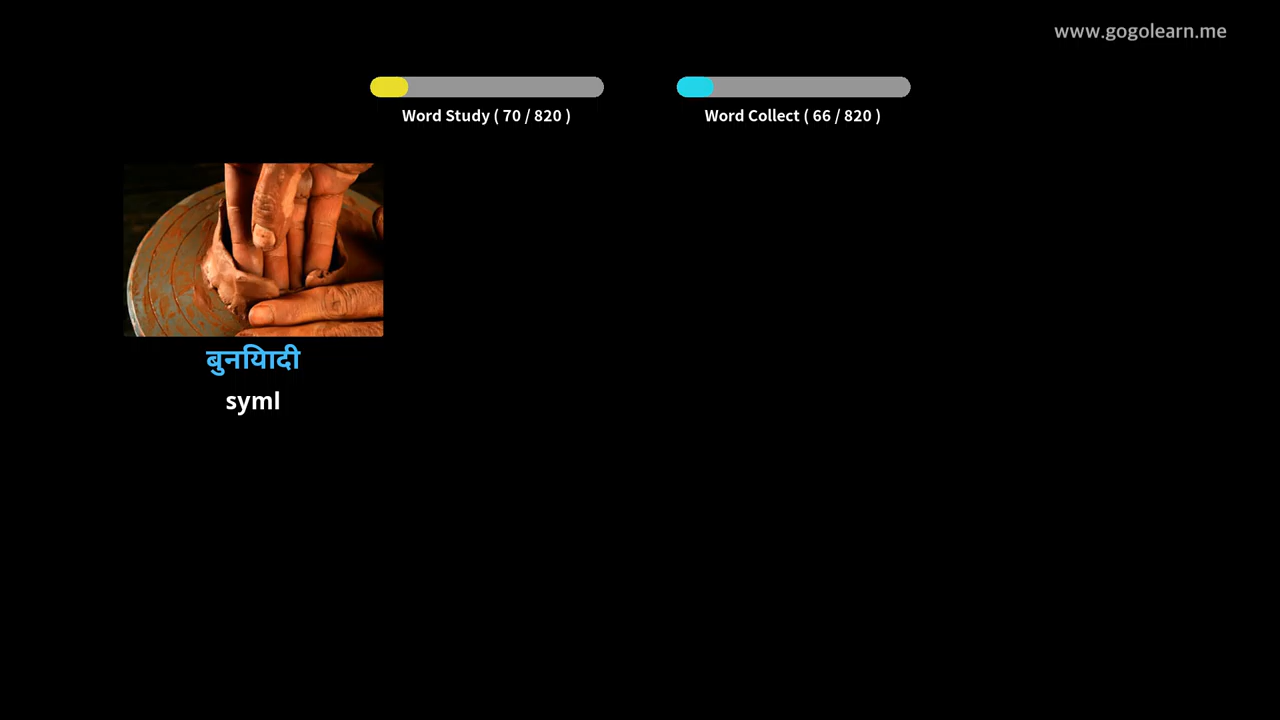 www.gogolearn.me
Word Study ( 70 / 820 )
Word Collect ( 66 / 820 )
बुनियादी
syml